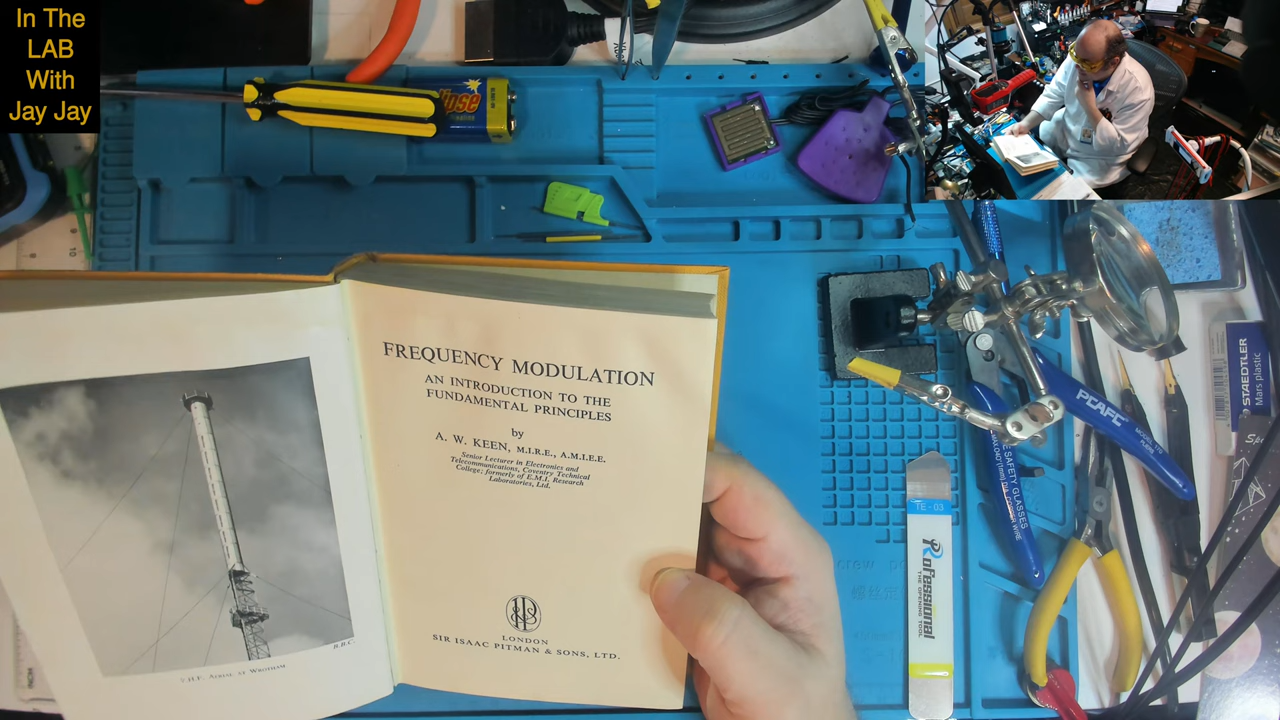 In The
LAB
With
Jay Jay
FREQUENCY MODULATION
AN INTRODUCTION TO THE
FUNDAMENTAL PRINCIPLES
by
A. W. KEEN, M.I.R.E., A.M.I.E.E.
Senior Lecturer in Electronics and
Telecommunications, Coventry Technical
College; formerly of E.M.I. Research
Laboratories, Ltd.
LONDON
SIR ISAAC PITMAN & SONS, LTD.
B.B.C.
V.H.F. AERIAL AT WROTHAM
TE - 03
Rofessional
THE OPENING TOOL
PCAFC
SAFETY GLASSES
STAEDTLER
Mars plastic